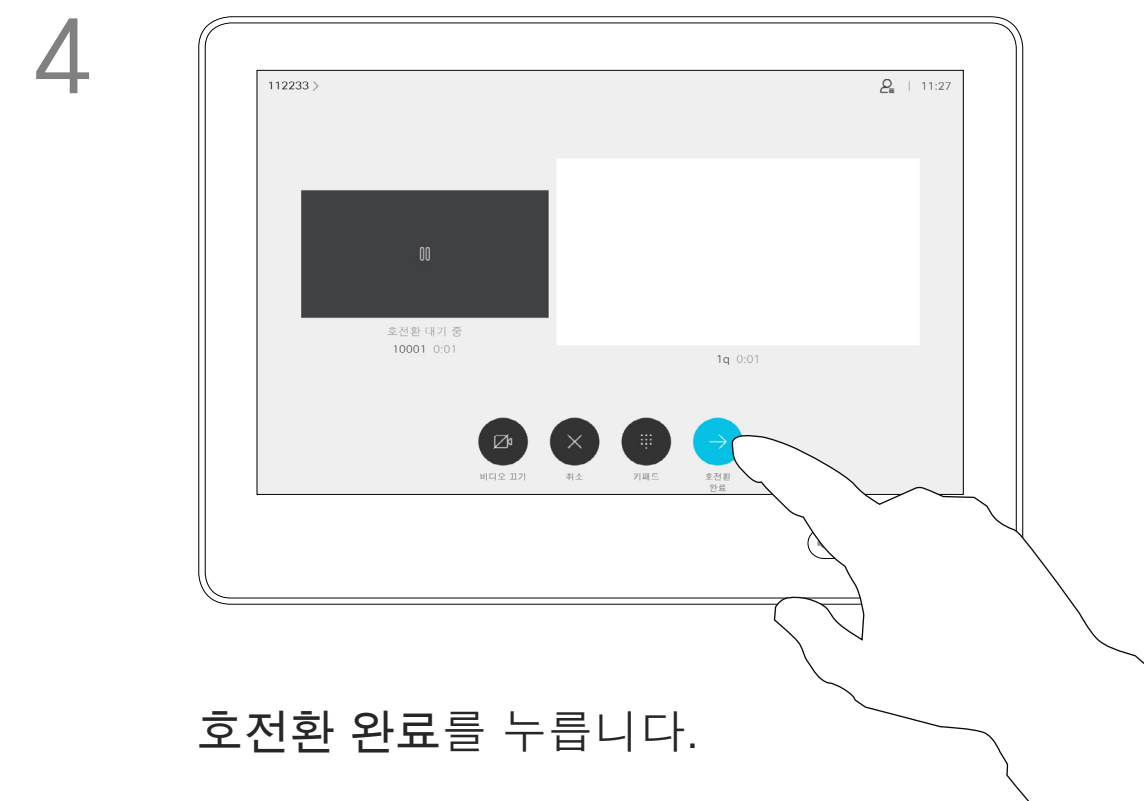 4
112233 >
| 11:27
호전환 대기 중
10001 0:01
1q 0:01
비디오 끄기
취소
키패드
호전환
완료
호전환 완료를 누릅니다.